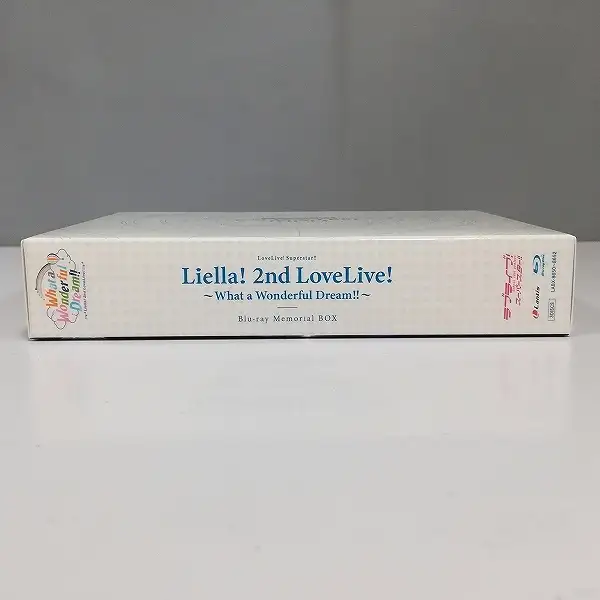 What a
Wonderful
Dream!!
LoveLive! Superstar!!
Liella! 2nd LoveLive!
~What a Wonderful Dream!!~
Blu-ray Memorial BOX
ラブライブ!
スーパースター!!
Lantis